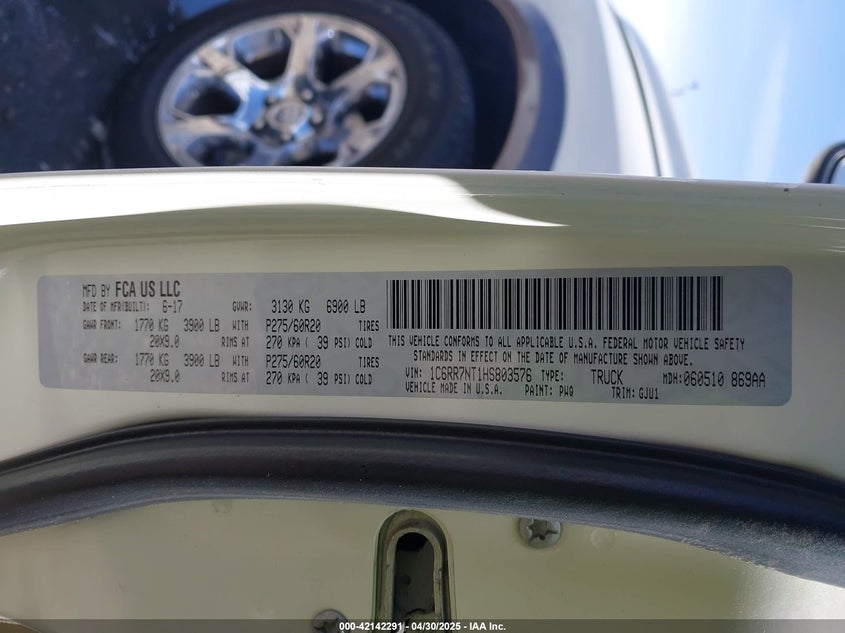 MFD BY FCA US LLC
DATE OF MFR(BUILT): 6-17 GVWR: 3130 KG 6900 LB
GAWR FRONT: 1770 KG 3900 LB WITH P275/60R20 TIRES
20X9.0 RIMS AT 270 KPA ( 39 PSI) COLD
GAWR REAR: 1770 KG 3900 LB WITH P275/60R20 TIRES
20X9.0 RIMS AT 270 KPA ( 39 PSI) COLD
THIS VEHICLE CONFORMS TO ALL APPLICABLE U.S.A. FEDERAL MOTOR VEHICLE SAFETY
STANDARDS IN EFFECT ON THE DATE OF MANUFACTURE SHOWN ABOVE.
VIN: 1C6RR7NT1HS803576 TYPE: TRUCK MDH: 060510 869AA
VEHICLE MADE IN U.S.A. PAINT: PWQ TRIM: GJU1
000-42142291 - 04/30/2025 - IAA Inc.